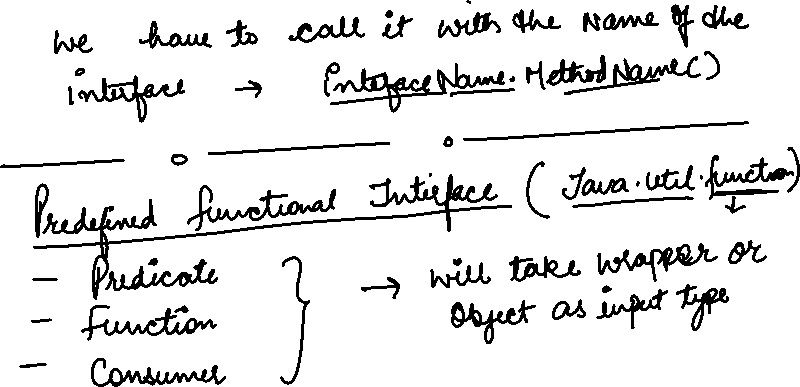 we have to call it with the Name of the
interface → InterfaceName.MethodName()
Predefined functional Interface (Java.util.function)
- Predicate
- function
- Consumer
→ will take wrapper or
Object as input type